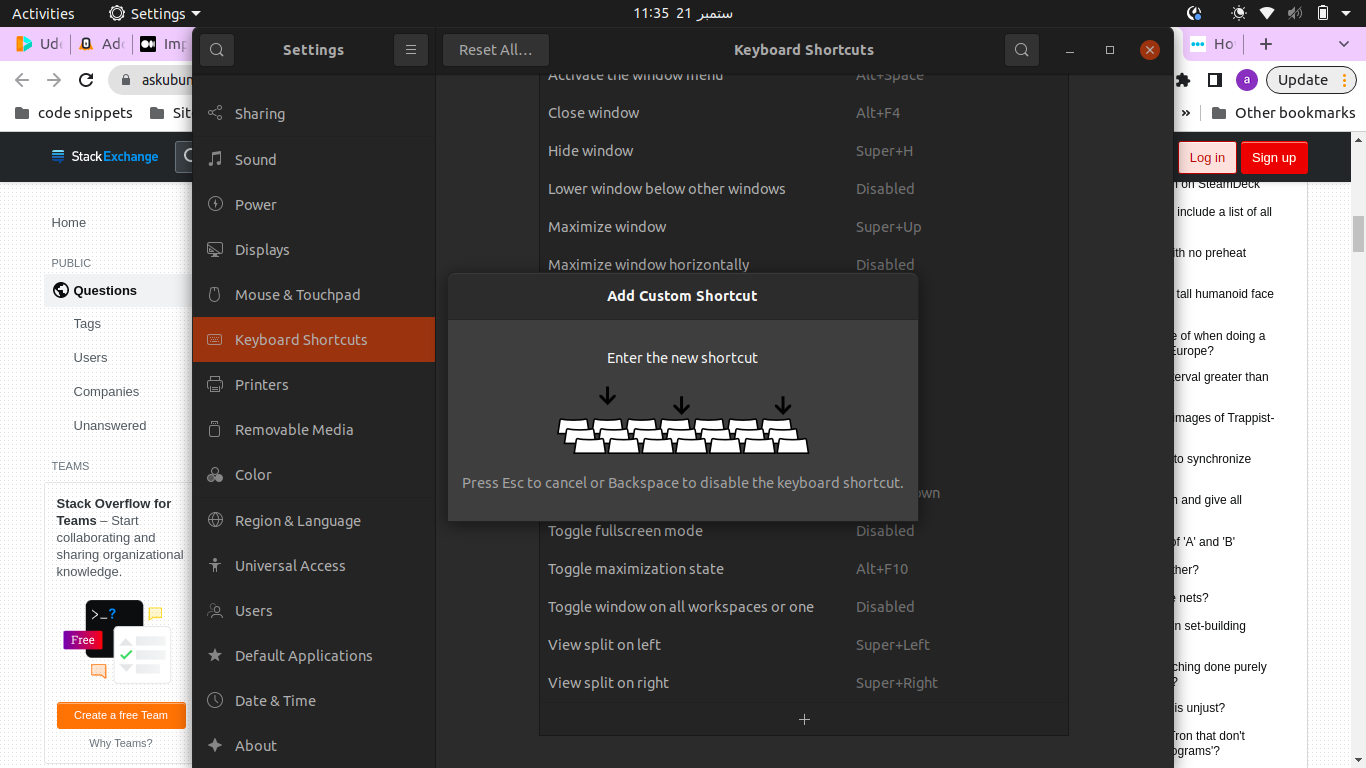 Activities
Settings
11:35 21 ستمبر
Settings
Reset All…
Keyboard Shortcuts
Ud
Ad
Imp
Ho
askubun
a
Update
code snippets
Sit
»
Other bookmarks
StackExchange
Log in
Sign up
Home
PUBLIC
Questions
Tags
Users
Companies
Unanswered
TEAMS
Stack Overflow for
Teams – Start
collaborating and
sharing organizational
knowledge.
>_?
Free
Create a free Team
Why Teams?
Sharing
Sound
Power
Displays
Mouse & Touchpad
Keyboard Shortcuts
Printers
Removable Media
Color
Region & Language
Universal Access
Users
Default Applications
Date & Time
About
Activate the window menu Alt+Space
Close window Alt+F4
Hide window Super+H
Lower window below other windows Disabled
Maximize window Super+Up
Maximize window horizontally Disabled
Add Custom Shortcut
Enter the new shortcut
Press Esc to cancel or Backspace to disable the keyboard shortcut.
own
Toggle fullscreen mode Disabled
Toggle maximization state Alt+F10
Toggle window on all workspaces or one Disabled
View split on left Super+Left
View split on right Super+Right
+
on SteamDeck
include a list of all
with no preheat
tall humanoid face
of when doing a
Europe?
greater than
images of Trappist-
to synchronize
and give all
of 'A' and 'B'
nets?
set-building
done purely
?
is unjust?
that don't